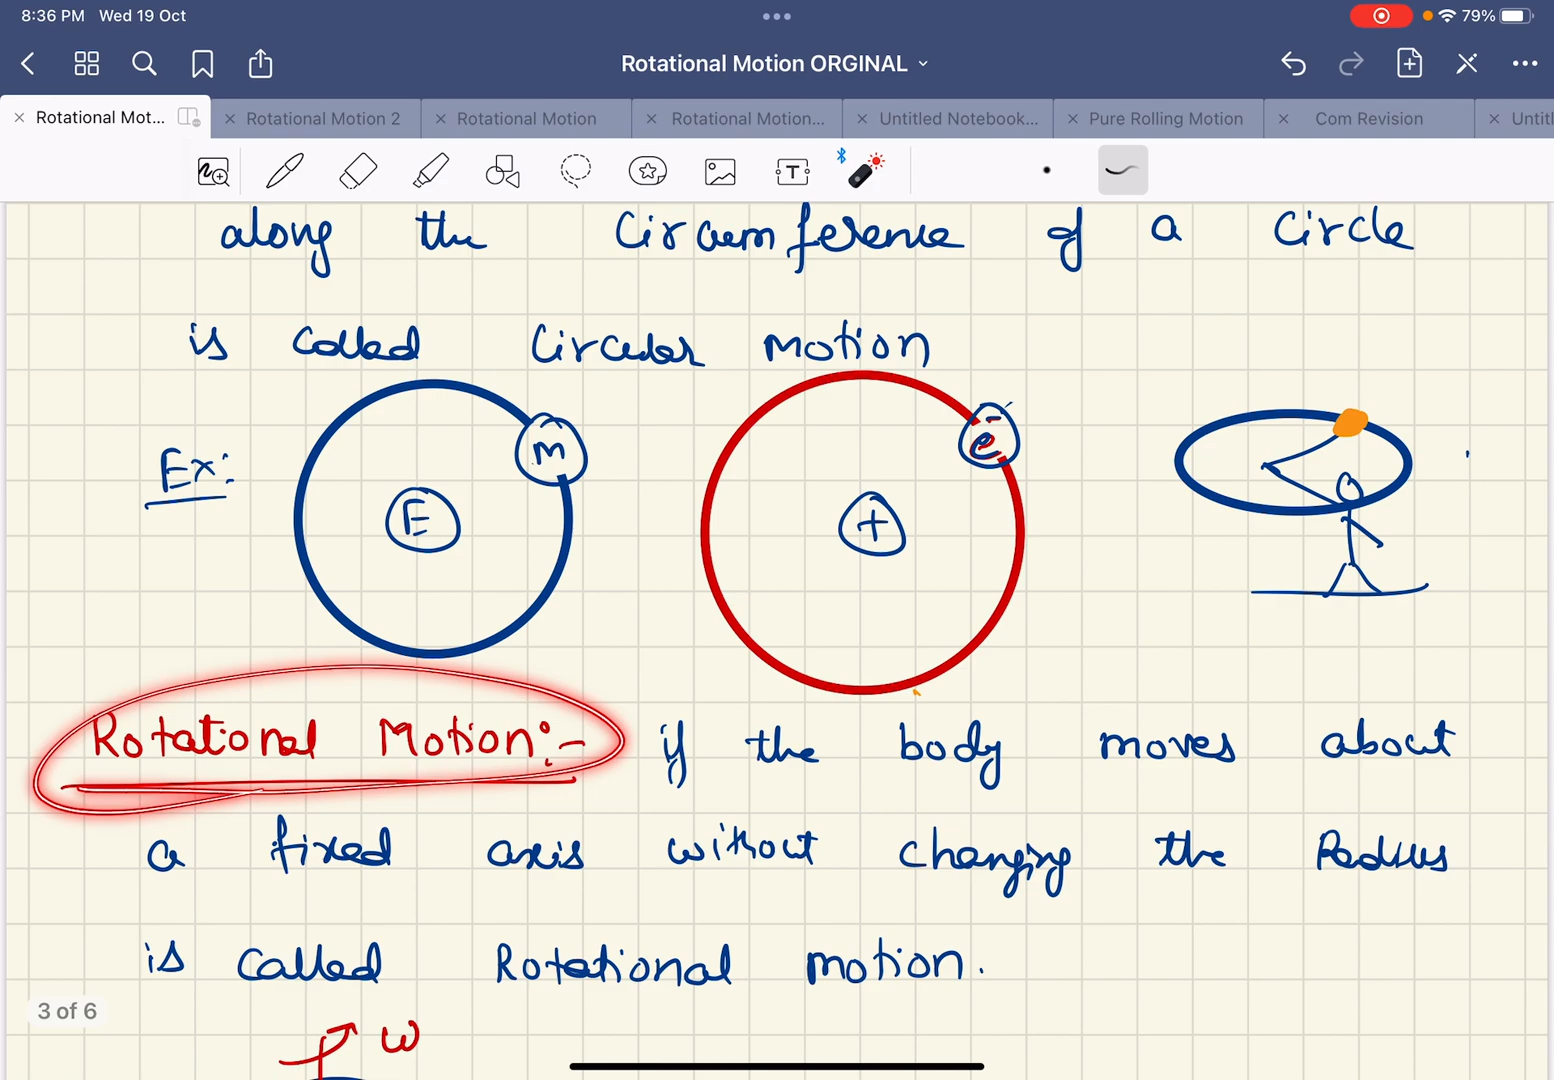 8:36 PM Wed 19 Oct
79%
Rotational Motion ORGINAL
Rotational Mot...
Rotational Motion 2
Rotational Motion
Rotational Motion...
Untitled Notebook...
Pure Rolling Motion
Com Revision
Untitl
T
along the Circumference of a Circle
is called Circular motion
Ex:
m
E
e-
+
Rotational Motion:-
if the body moves about
a fixed axis without changing the Radius
is called Rotational motion.
3 of 6
ω